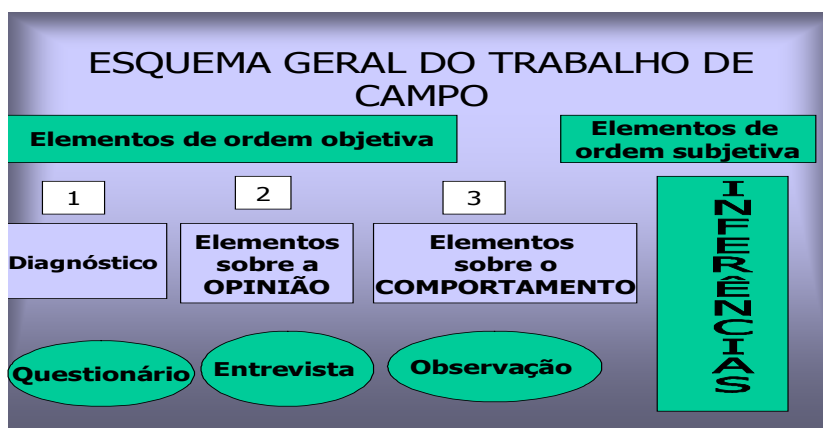 ESQUEMA GERAL DO TRABALHO DE
CAMPO
Elementos de ordem objetiva
Elementos de
ordem subjetiva
1
2
3
Diagnóstico
Elementos
sobre a
OPINIÃO
Elementos
sobre o
COMPORTAMENTO
INFERÊNCIAS
Questionário
Entrevista
Observação